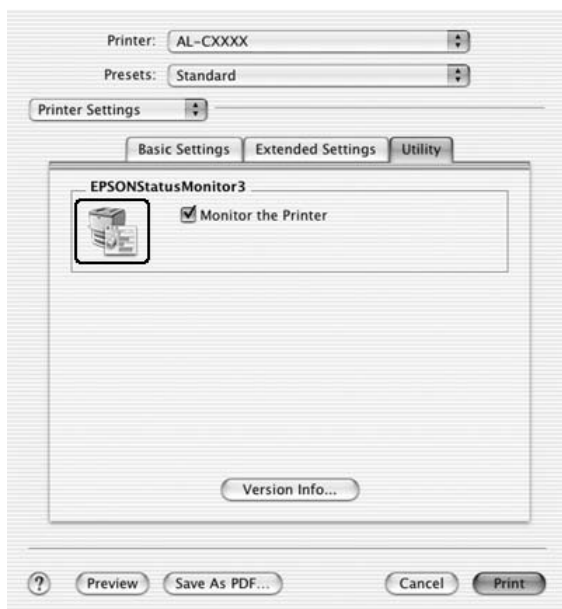 Printer: AL-CXXXX
Presets: Standard
Printer Settings
Basic Settings Extended Settings Utility
EPSONStatusMonitor3
Monitor the Printer
Version Info...
? Preview Save As PDF... Cancel Print